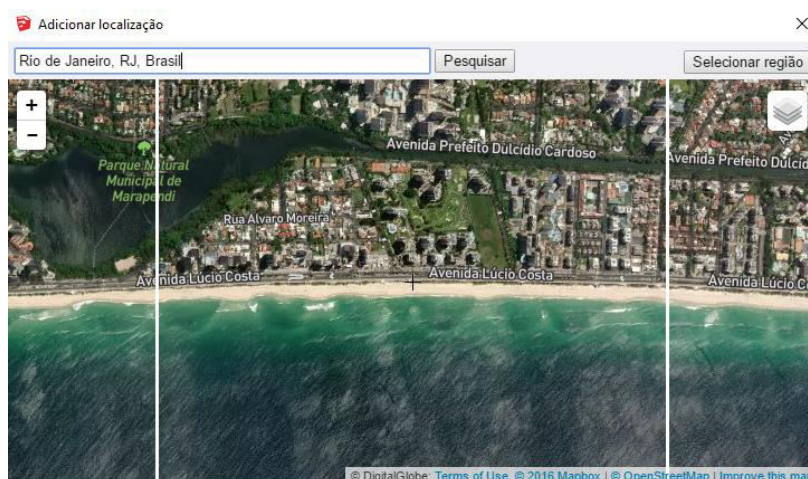 Adicionar localização
Rio de Janeiro, RJ, Brasil
Pesquisar
Selecionar região
+
−
Avenida Prefeito Dulcídio Cardoso
Avenida Prefeito Dulcíd
Parque Natural
Municipal de
Marapendi
Rua Alvaro Moreira
Avenida Lúcio Costa
Avenida Lúcio Costa
Avenida Lúcio C
© DigitalGlobe: Terms of Use, © 2016 Mapbox | © OpenStreetMap | Improve this map